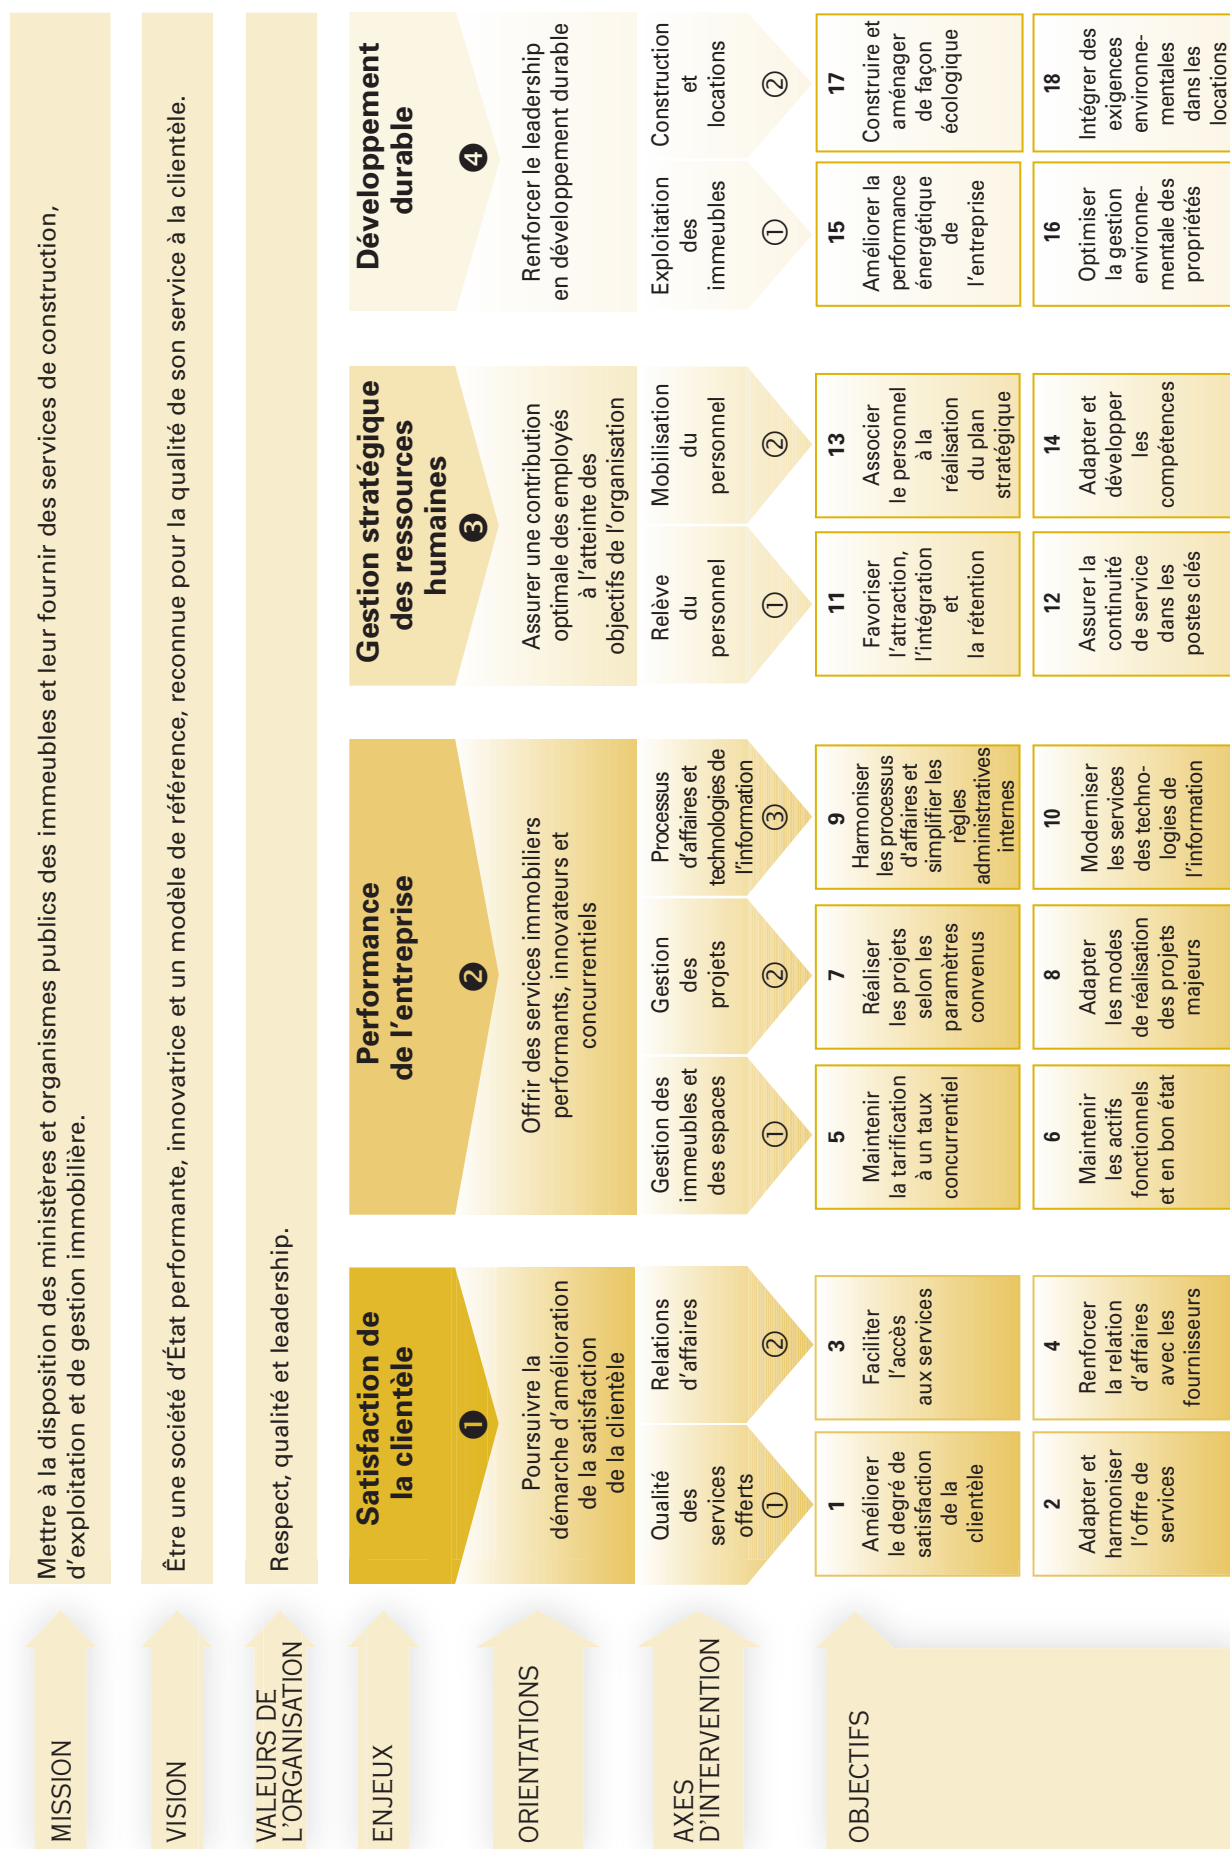 MISSION
Mettre à la disposition des ministères et organismes publics des immeubles et leur fournir des services de construction,
d'exploitation et de gestion immobilière.
VISION
Être une société d'État performante, innovatrice et un modèle de référence, reconnue pour la qualité de son service à la clientèle.
VALEURS DE
L'ORGANISATION
Respect, qualité et leadership.
ENJEUX
Satisfaction de
la clientèle
❶
Performance
de l'entreprise
❷
Gestion stratégique
des ressources
humaines
❸
Développement
durable
❹
ORIENTATIONS
Poursuivre la
démarche d'amélioration
de la satisfaction
de la clientèle
Offrir des services immobiliers
performants, innovateurs et
concurrentiels
Assurer une contribution
optimale des employés
à l'atteinte des
objectifs de l'organisation
Renforcer le leadership
en développement durable
AXES
D'INTERVENTION
Qualité
des
services
offerts
①
Relations
d'affaires
②
Gestion des
immeubles et
des espaces
①
Gestion
des
projets
②
Processus
d'affaires et
technologies de
l'information
③
Relève
du
personnel
①
Mobilisation
du
personnel
②
Exploitation
des
immeubles
①
Construction
et
locations
②
OBJECTIFS
1
Améliorer
le degré de
satisfaction
de la
clientèle
3
Faciliter
l'accès
aux services
5
Maintenir
la tarification
à un taux
concurrentiel
7
Réaliser
les projets
selon les
paramètres
convenus
9
Harmoniser
les processus
d'affaires et
simplifier les
règles
administratives
internes
11
Favoriser
l'attraction,
l'intégration
et
la rétention
13
Associer
le personnel
à la
réalisation
du plan
stratégique
15
Améliorer la
performance
énergétique
de
l'entreprise
17
Construire et
aménager
de façon
écologique
2
Adapter et
harmoniser
l'offre de
services
4
Renforcer
la relation
d'affaires
avec les
fournisseurs
6
Maintenir
les actifs
fonctionnels
et en bon état
8
Adapter
les modes
de réalisation
des projets
majeurs
10
Moderniser
les services
des techno-
logies de
l'information
12
Assurer la
continuité
de service
dans les
postes clés
14
Adapter et
développer
les
compétences
16
Optimiser
la gestion
environne-
mentale des
propriétés
18
Intégrer des
exigences
environne-
mentales
dans les
locations